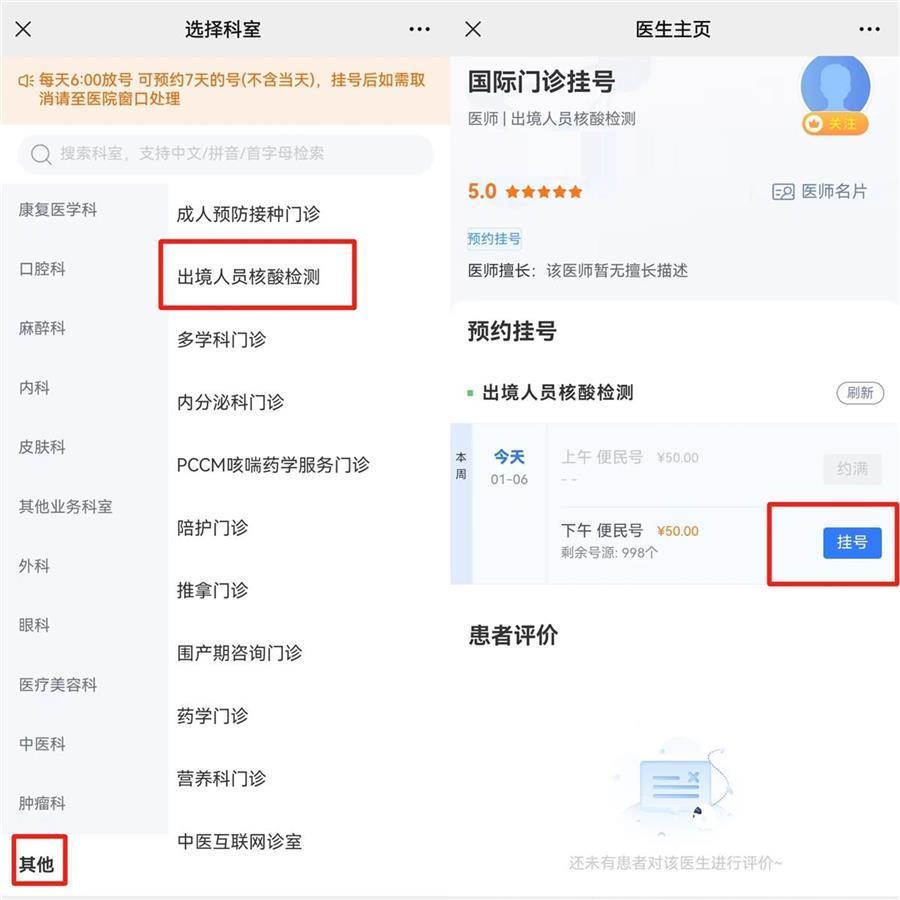 选择科室
每天6:00放号 可预约7天的号(不含当天)，挂号后如需取
消请至医院窗口处理
搜索科室，支持中文/拼音/首字母检索
康复医学科
口腔科
麻醉科
内科
皮肤科
其他业务科室
外科
眼科
医疗美容科
中医科
肿瘤科
其他
成人预防接种门诊
出境人员核酸检测
多学科门诊
内分泌科门诊
PCCM咳喘药学服务门诊
陪护门诊
推拿门诊
围产期咨询门诊
药学门诊
营养科门诊
中医互联网诊室
医生主页
国际门诊挂号
医师 | 出境人员核酸检测
关注
5.0
医师名片
预约挂号
医师擅长：该医师暂无擅长描述
预约挂号
出境人员核酸检测
刷新
本周
今天
01-06
上午 便民号 ¥50.00
- -
约满
下午 便民号 ¥50.00
剩余号源: 998个
挂号
患者评价
还未有患者对该医生进行评价~